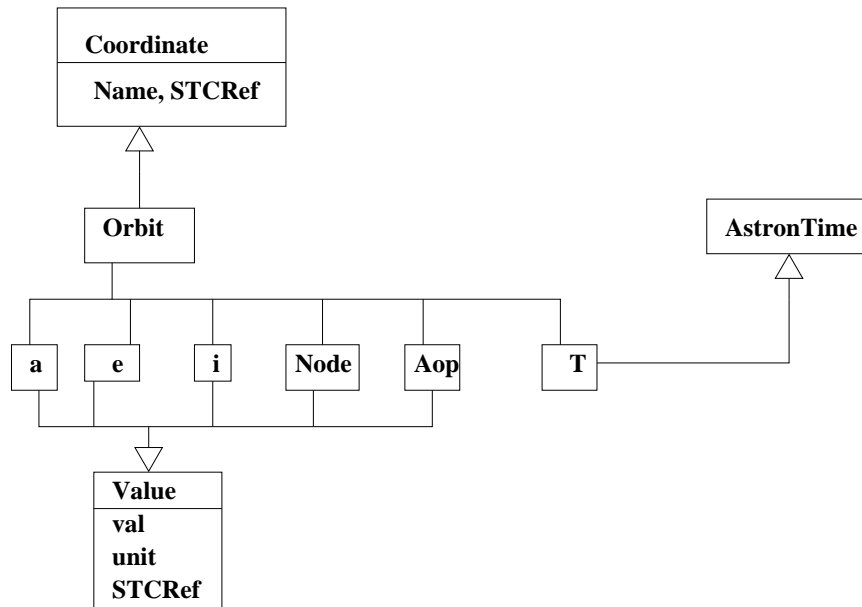 Coordinate
Name, STCRef
Orbit
AstronTime
a
e
i
Node
Aop
T
Value
val
unit
STCRef